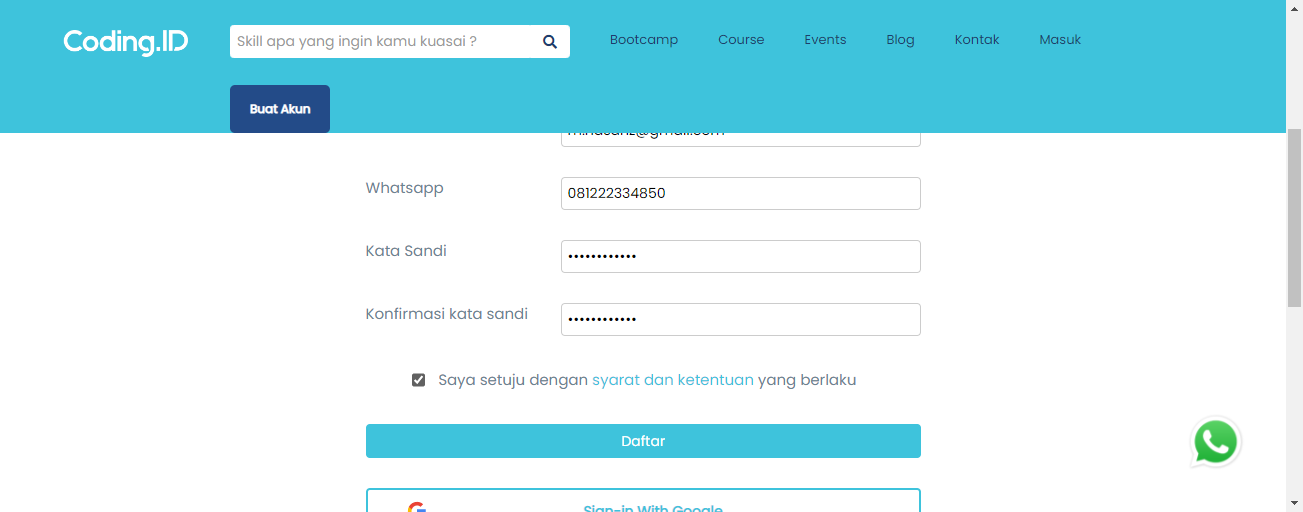 Coding.ID
Skill apa yang ingin kamu kuasai ?
Bootcamp Course Events Blog Kontak Masuk
Buat Akun
Whatsapp
081222334850
Kata Sandi
••••••••••••
Konfirmasi kata sandi
••••••••••••
Saya setuju dengan syarat dan ketentuan yang berlaku
Daftar
Sign-in With Google